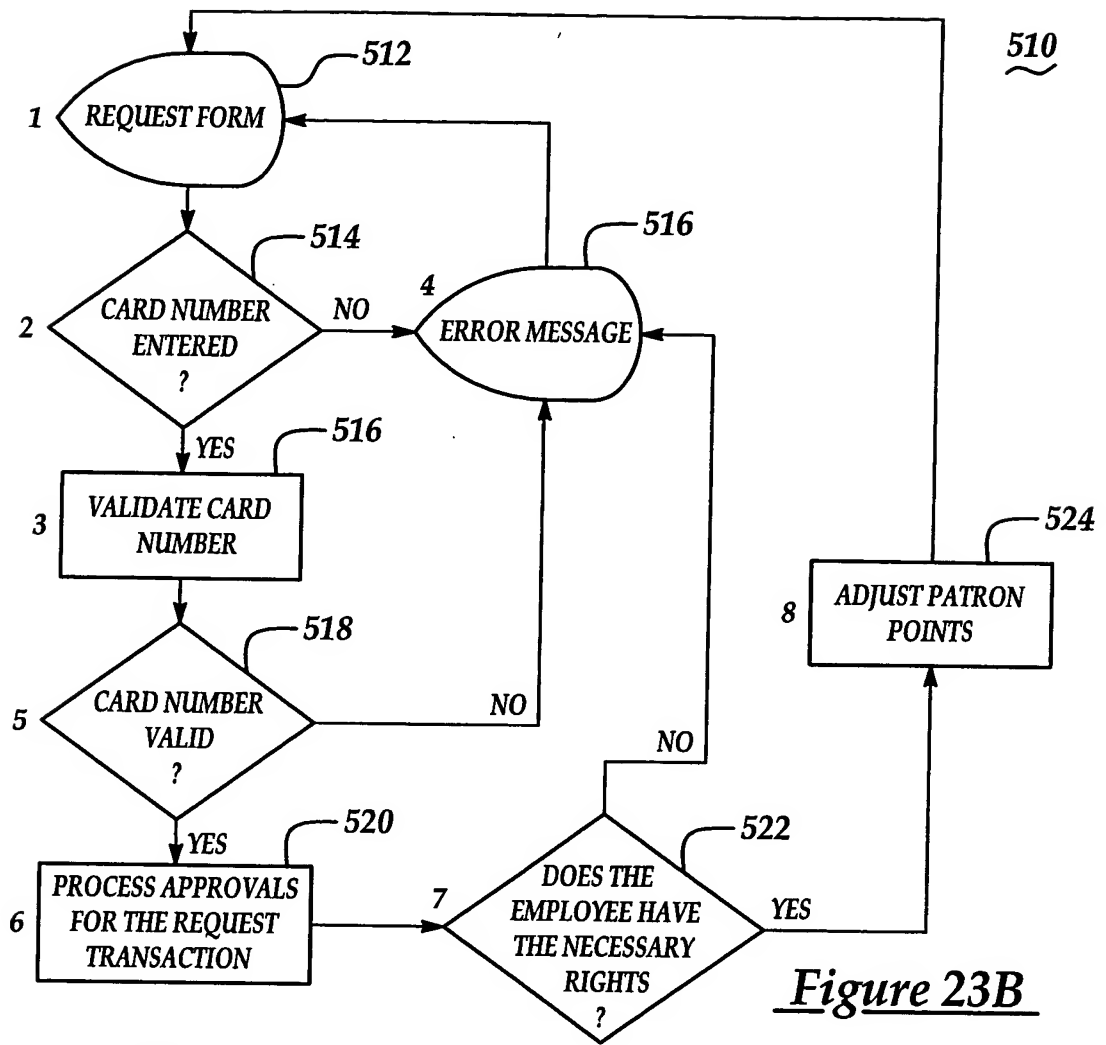 510
512
1
REQUEST FORM
514
2
CARD NUMBER
ENTERED
?
NO
516
4
ERROR MESSAGE
YES
516
3
VALIDATE CARD
NUMBER
518
5
CARD NUMBER
VALID
?
NO
YES
520
6
PROCESS APPROVALS
FOR THE REQUEST
TRANSACTION
522
7
DOES THE
EMPLOYEE HAVE
THE NECESSARY
RIGHTS
?
NO
YES
524
8
ADJUST PATRON
POINTS
Figure 23B